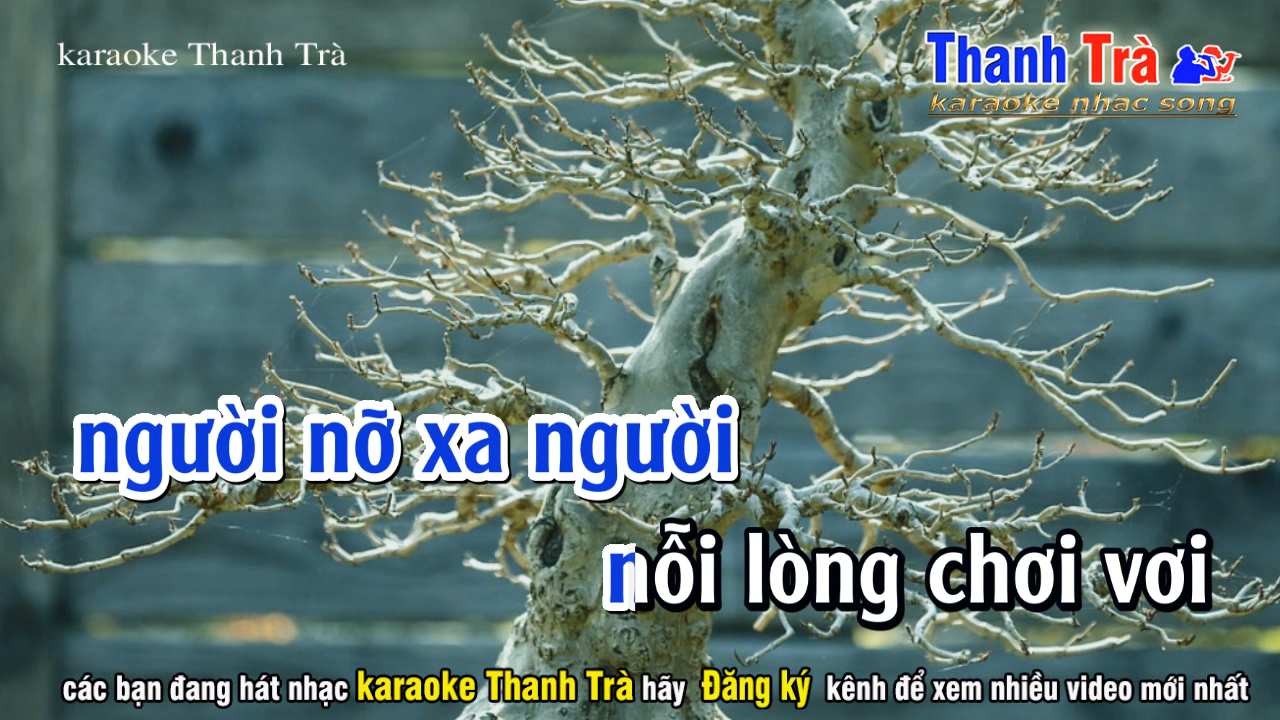 karaoke Thanh Trà
Thanh Trà
karaoke nhac song
người nỡ xa người
nỗi lòng chơi vơi
các bạn đang hát nhạc karaoke Thanh Trà hãy Đăng ký kênh để xem nhiều video mới nhất